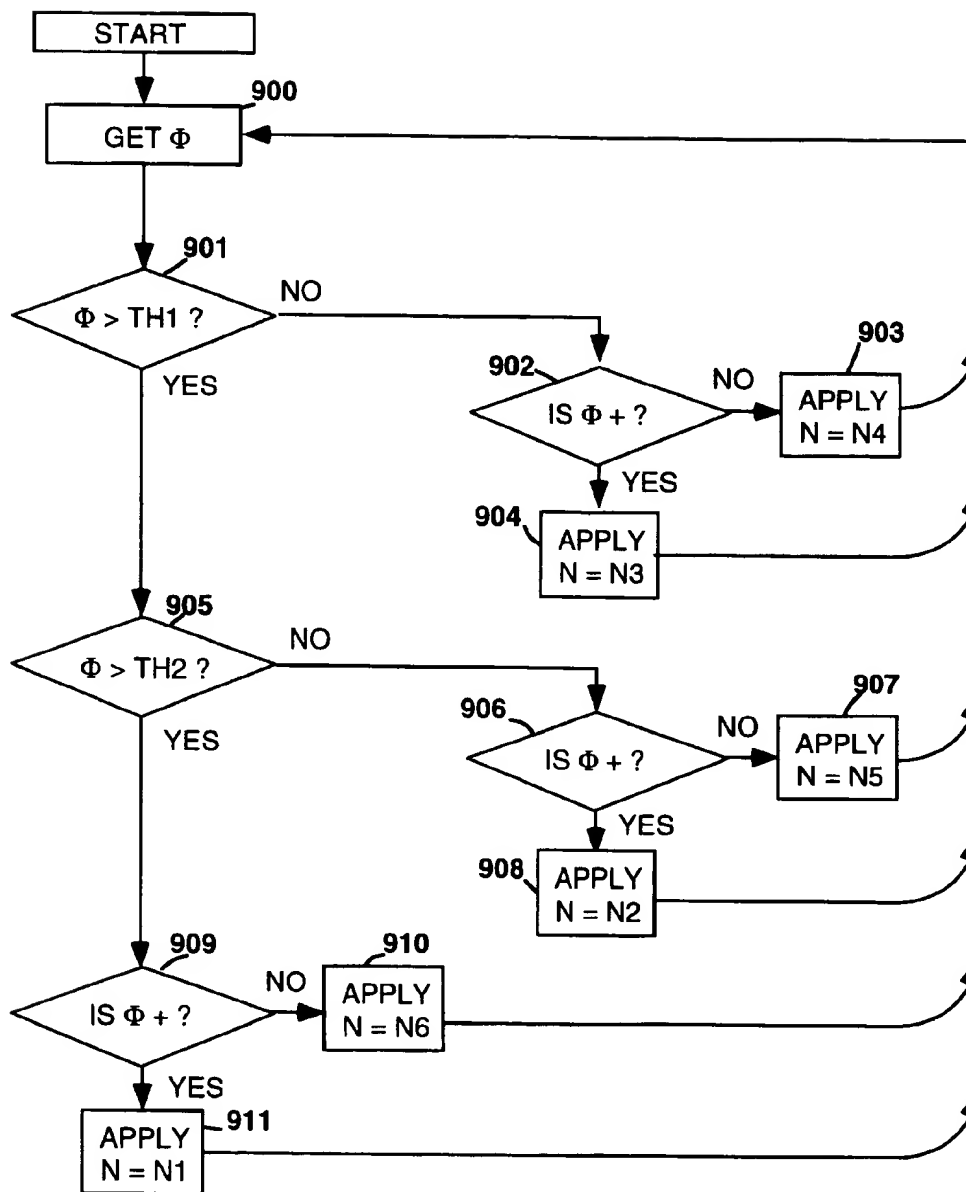 START
900
GET Φ
901
Φ > TH1 ?
NO
YES
902
IS Φ + ?
NO
903
APPLY
N = N4
YES
904
APPLY
N = N3
905
Φ > TH2 ?
NO
YES
906
IS Φ + ?
NO
907
APPLY
N = N5
YES
908
APPLY
N = N2
909
IS Φ + ?
NO
910
APPLY
N = N6
YES
911
APPLY
N = N1